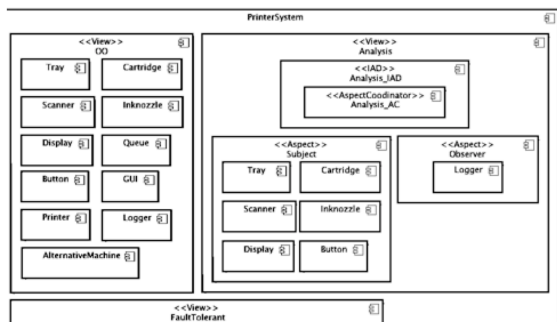 PrinterSystem
<<View>>
OO
Tray
Cartridge
Scanner
Inknozzle
Display
Queue
Button
GUI
Printer
Logger
AlternativeMachine
<<View>>
Analysis
<<IAD>>
Analysis_IAD
<<AspectCoodinator>>
Analysis_AC
<<Aspect>>
Subject
Tray
Cartridge
Scanner
Inknozzle
Display
Button
<<Aspect>>
Observer
Logger
<<View>>
FaultTolerant